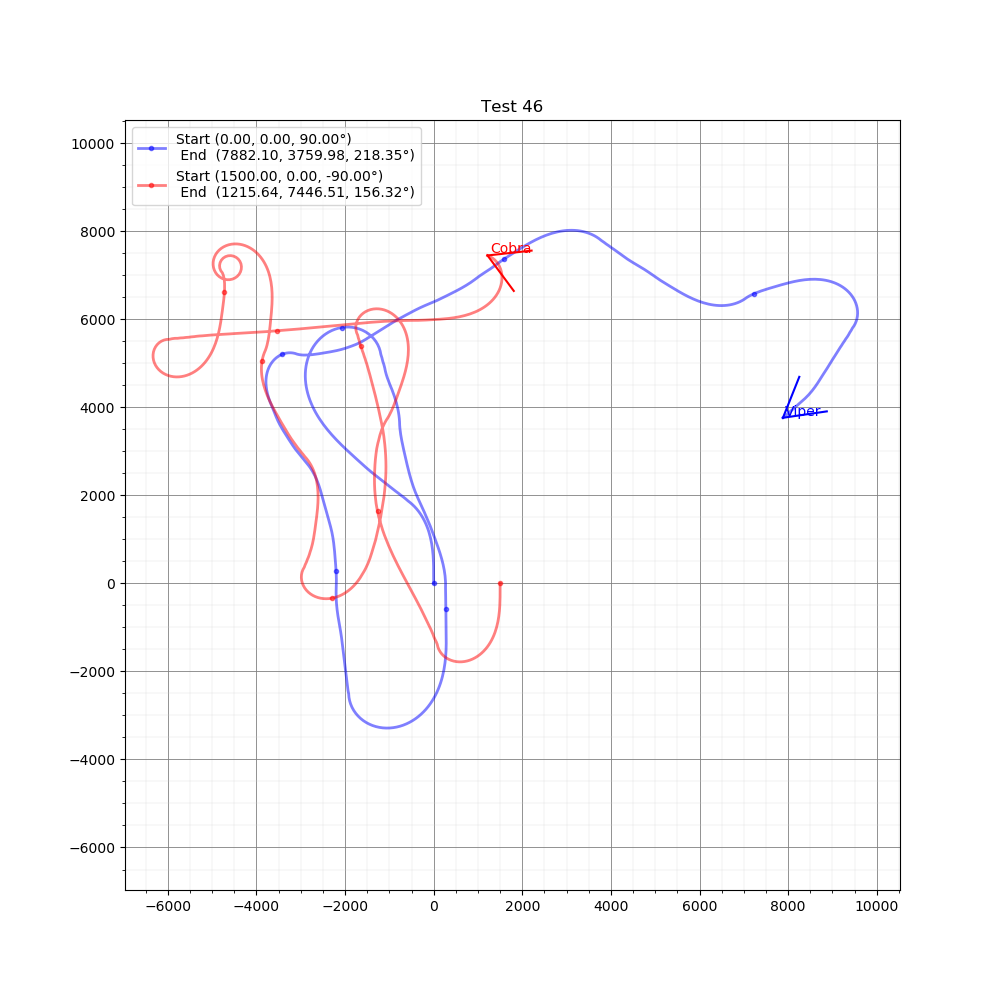 Test 46
Start (0.00, 0.00, 90.00°)
End  (7882.10, 3759.98, 218.35°)
Start (1500.00, 0.00, -90.00°)
End  (1215.64, 7446.51, 156.32°)
10000
8000
6000
4000
2000
0
−2000
−4000
−6000
Cobra
Viper
−6000 −4000 −2000 0 2000 4000 6000 8000 10000